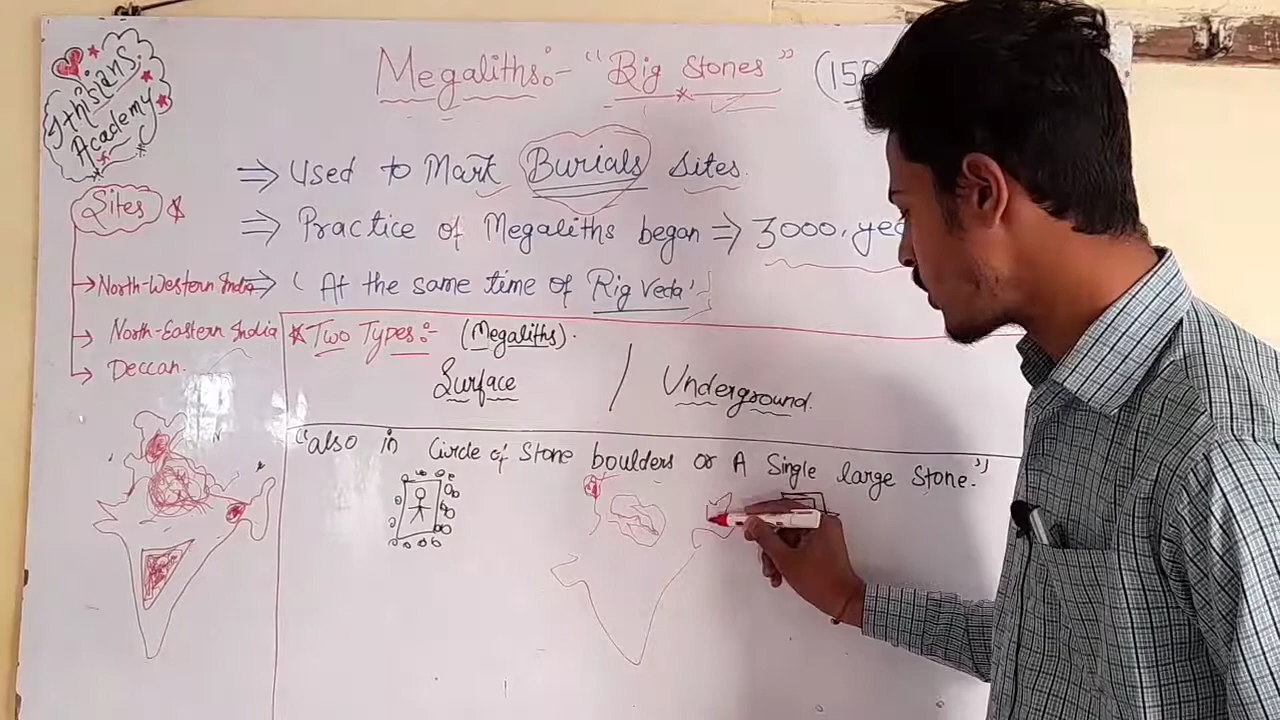 Ithisians
Academy
Megaliths:- "Big Stones" (150
⇒ Used to Mark Burials Sites.
⇒ Practice of Megaliths began ⇒ 3000, yea
⇒ (At the same time of Rig Veda')
Sites
→ North-Western India
→ North-Eastern India
→ Deccan.
Two Types:- (Megaliths).
Surface / Underground.
"also in Circle of Stone boulders or A Single large Stone."
N